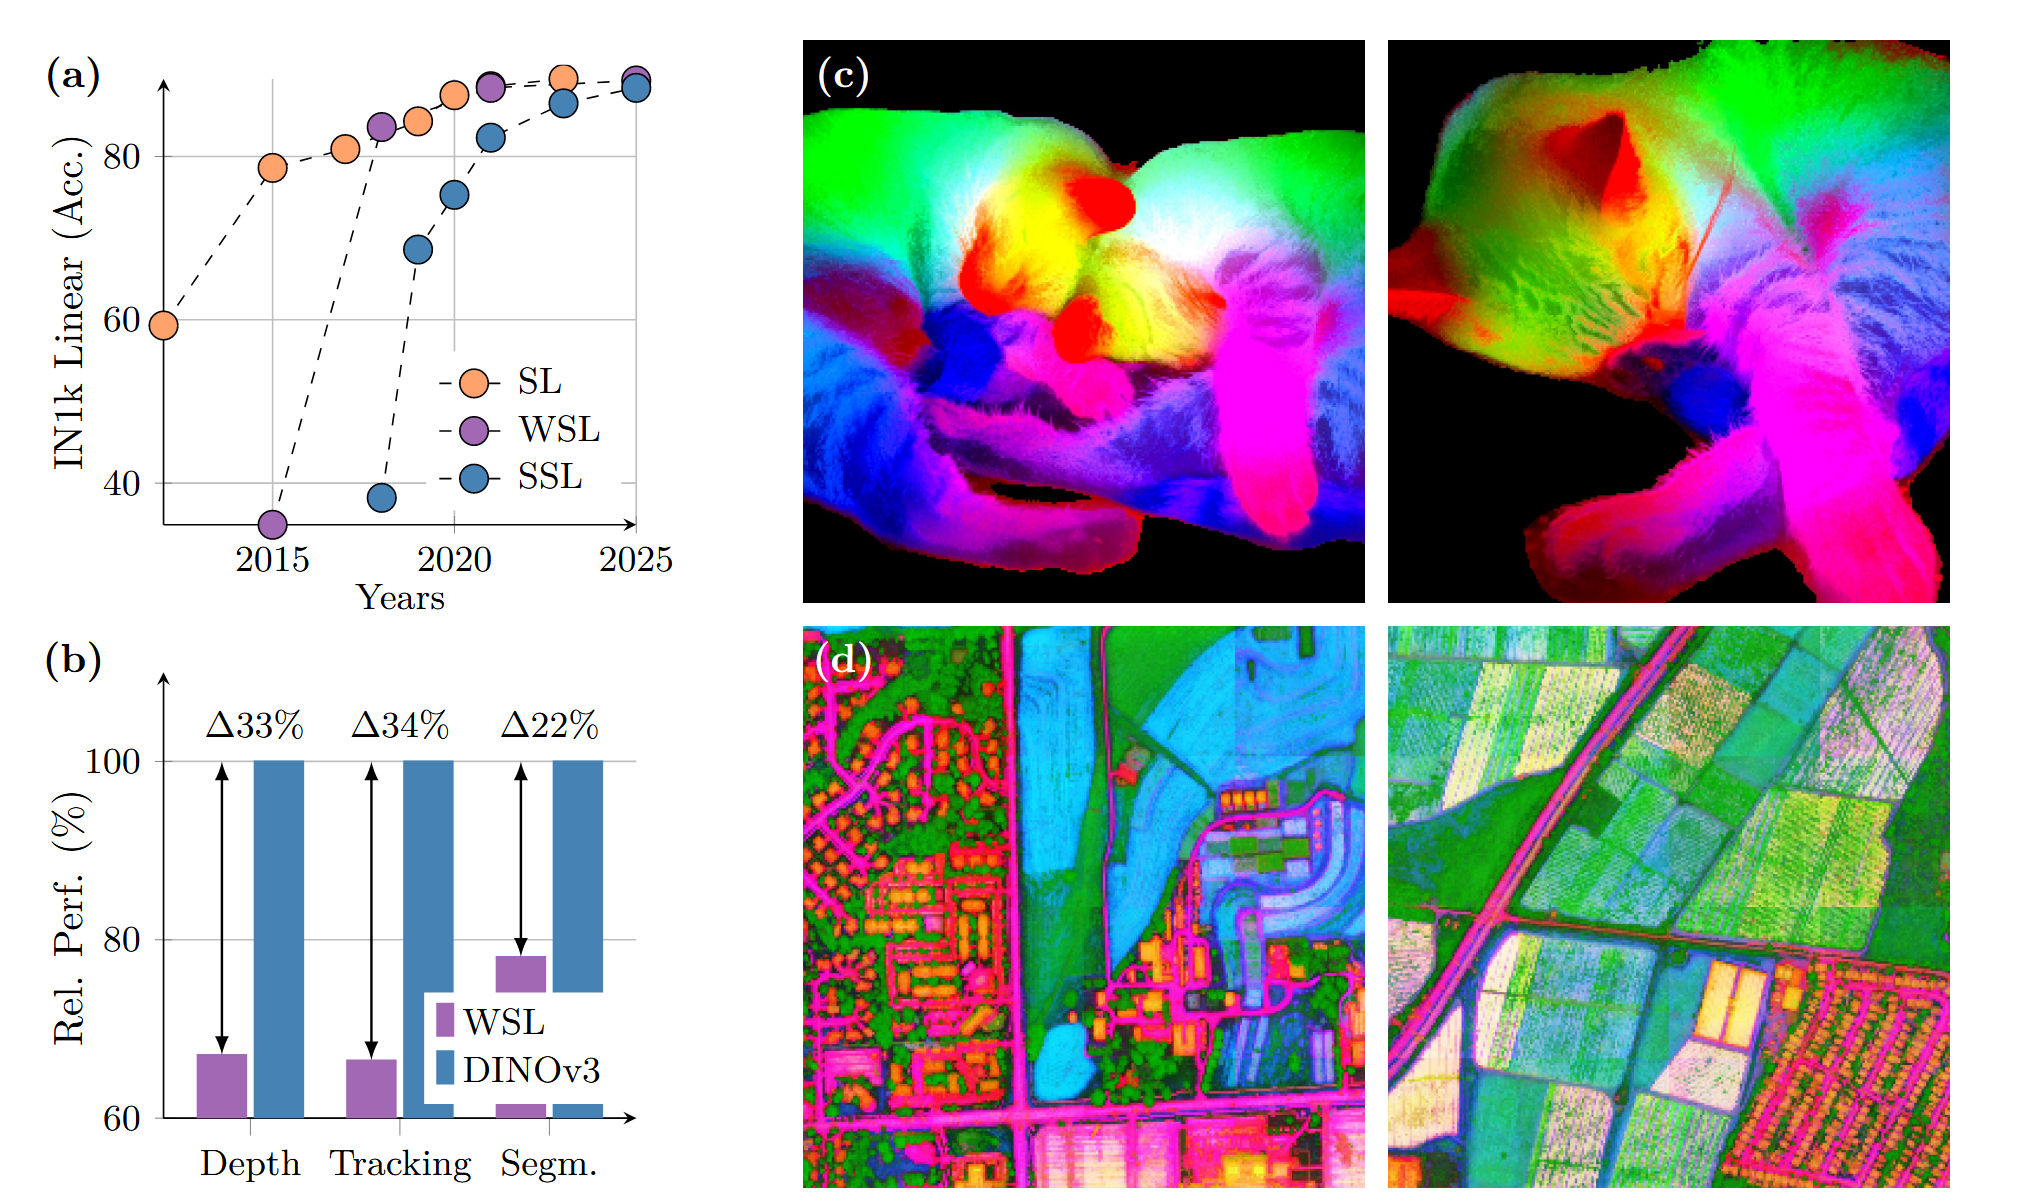 (a)
IN1k Linear (Acc.)
80
60
40
SL
WSL
SSL
2015 2020 2025
Years
(b)
Δ33% Δ34% Δ22%
Rel. Perf. (%)
100
80
60
WSL
DINOv3
Depth Tracking Segm.
(c)
(d)